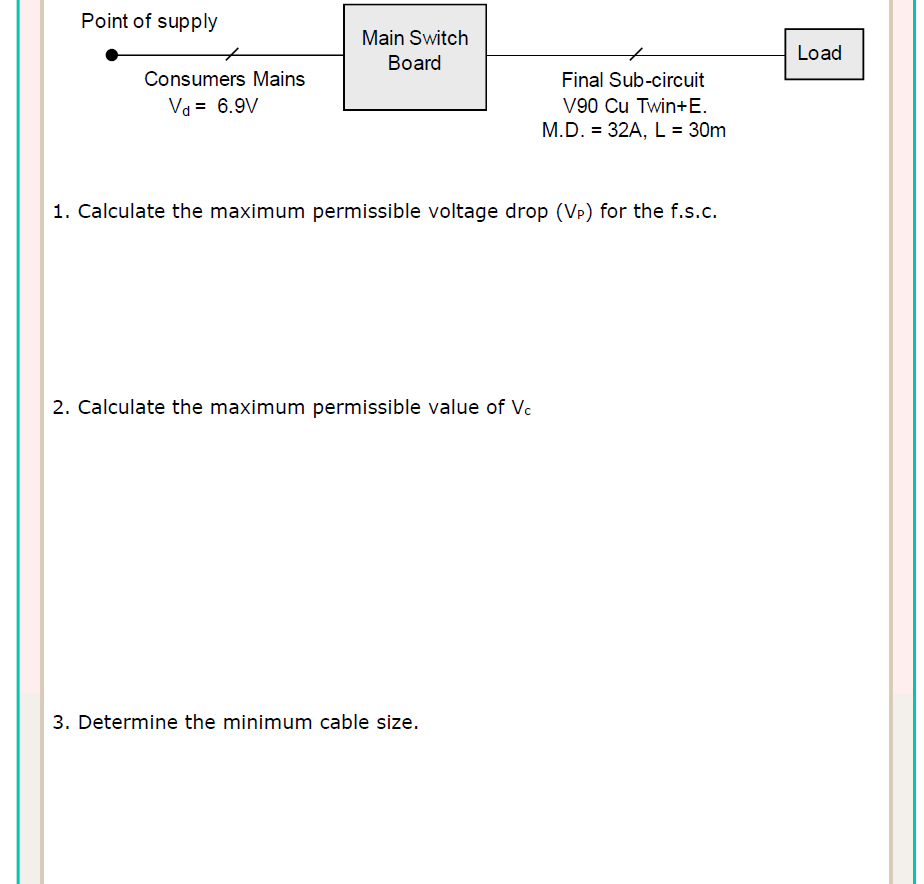 Point of supply
Main Switch
Board
Load
Consumers Mains
Vd = 6.9V
Final Sub-circuit
V90 Cu Twin+E.
M.D. = 32A, L = 30m
1. Calculate the maximum permissible voltage drop (VP) for the f.s.c.
2. Calculate the maximum permissible value of Vc
3. Determine the minimum cable size.